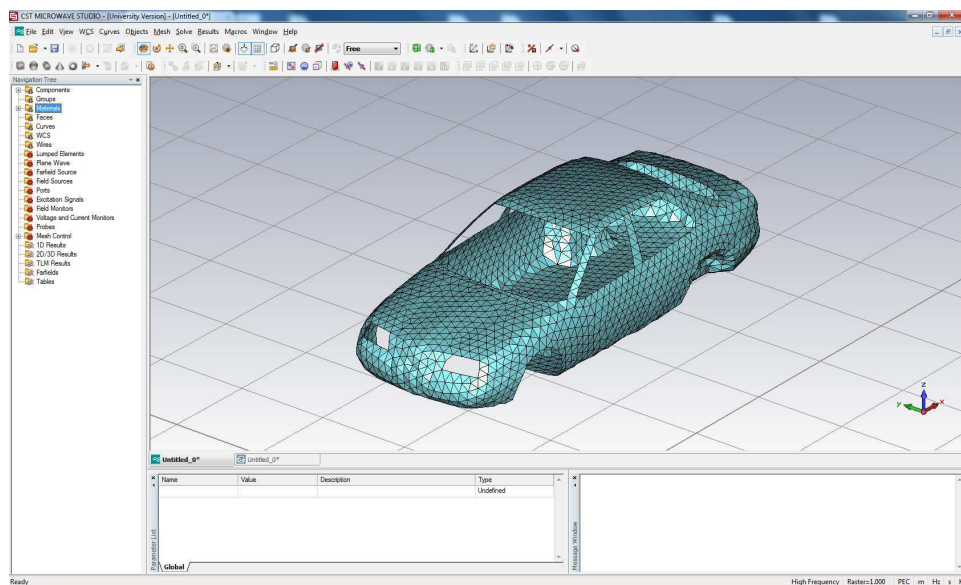 CST MICROWAVE STUDIO - [University Version] - [Untitled_0*]
File Edit View WCS Curves Objects Mesh Solve Results Macros Window Help
Free
Navigation Tree
Components
Groups
Materials
Faces
Curves
WCS
Wires
Lumped Elements
Plane Wave
Farfield Source
Field Sources
Ports
Excitation Signals
Field Monitors
Voltage and Current Monitors
Probes
Mesh Control
1D Results
2D/3D Results
TLM Results
Farfields
Tables
z
y
x
Untitled_0* Untitled_0*
Parameter List
Name Value Description Type
Undefined
Global
Message Window
Ready High Frequency Raster=1.000 PEC m Hz s